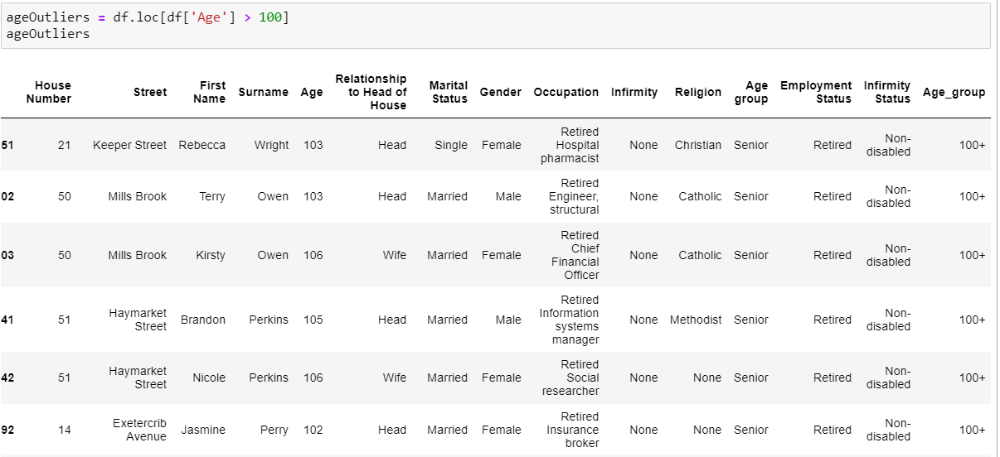 ageOutliers = df.loc[df['Age'] > 100]
ageOutliers
House Number Street First Name Surname Age Relationship to Head of House Marital Status Gender Occupation Infirmity Religion Age group Employment Status Infirmity Status Age_group
51 21 Keeper Street Rebecca Wright 103 Head Single Female Retired Hospital pharmacist None Christian Senior Retired Non-disabled 100+
02 50 Mills Brook Terry Owen 103 Head Married Male Retired Engineer, structural None Catholic Senior Retired Non-disabled 100+
03 50 Mills Brook Kirsty Owen 106 Wife Married Female Retired Chief Financial Officer None Catholic Senior Retired Non-disabled 100+
41 51 Haymarket Street Brandon Perkins 105 Head Married Male Retired Information systems manager None Methodist Senior Retired Non-disabled 100+
42 51 Haymarket Street Nicole Perkins 106 Wife Married Female Retired Social researcher None None Senior Retired Non-disabled 100+
92 14 Exetercrib Avenue Jasmine Perry 102 Head Married Female Retired Insurance broker None None Senior Retired Non-disabled 100+